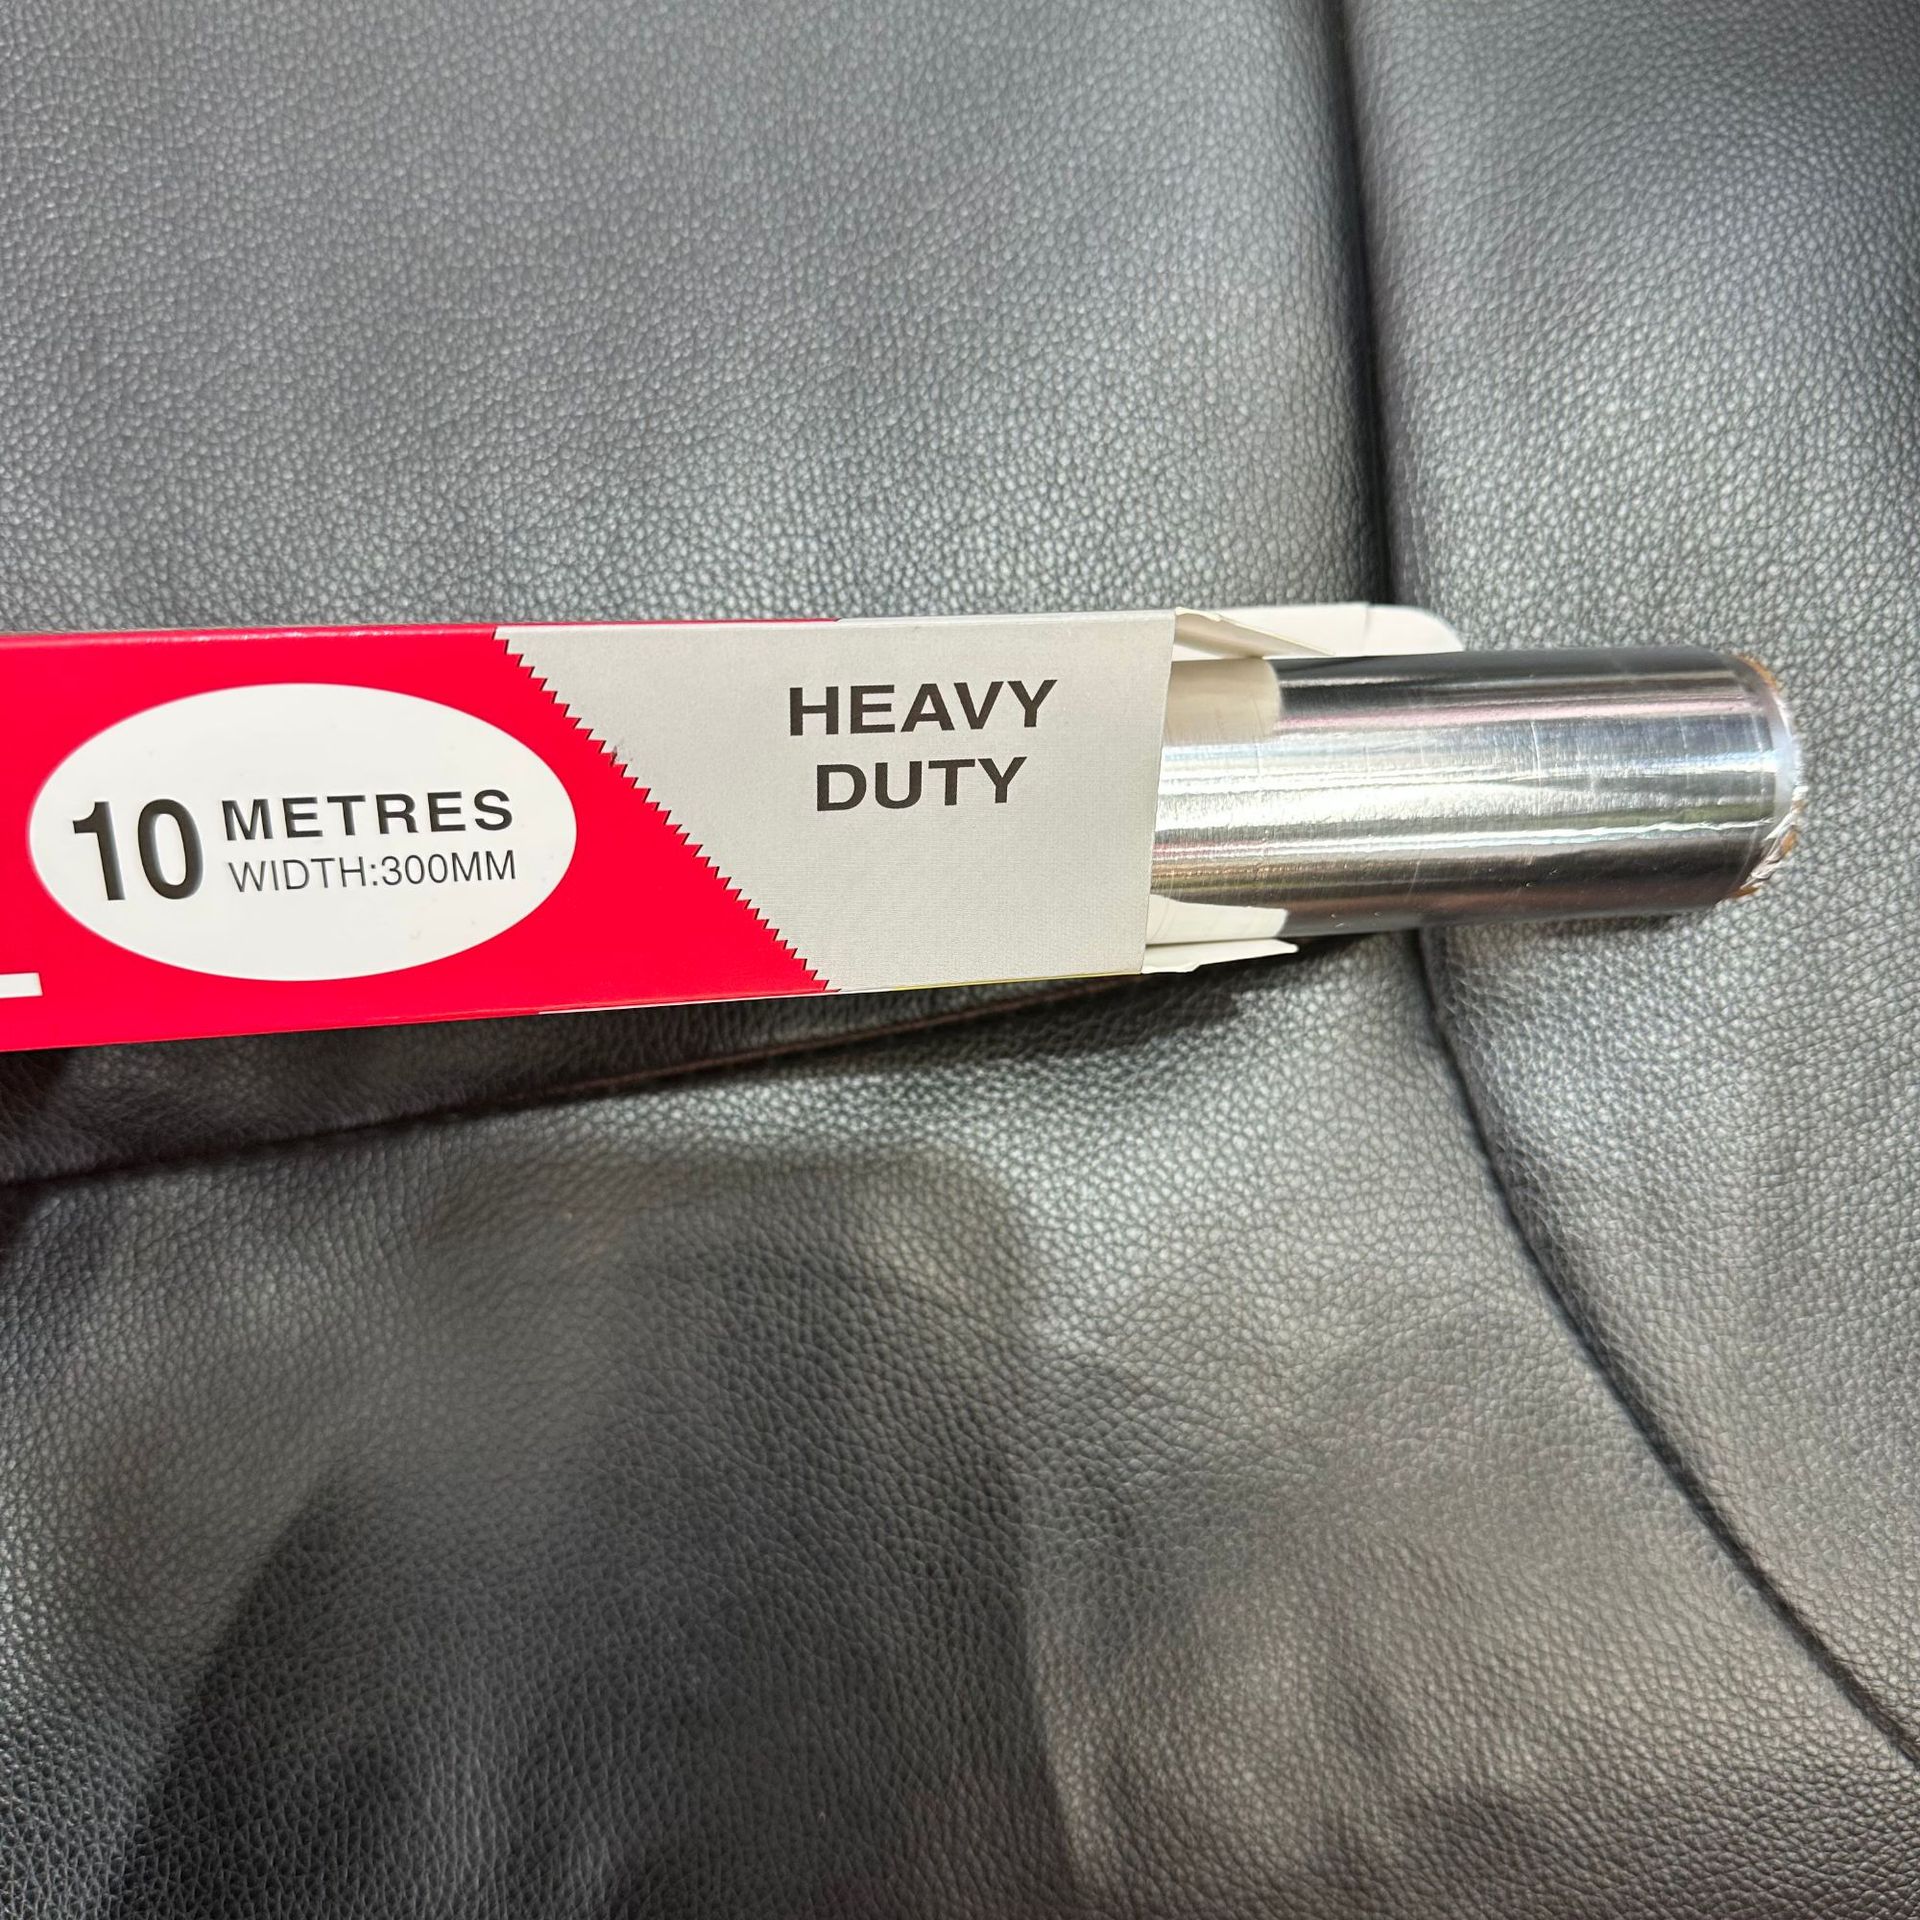 10 METRES
WIDTH:300MM
HEAVY
DUTY